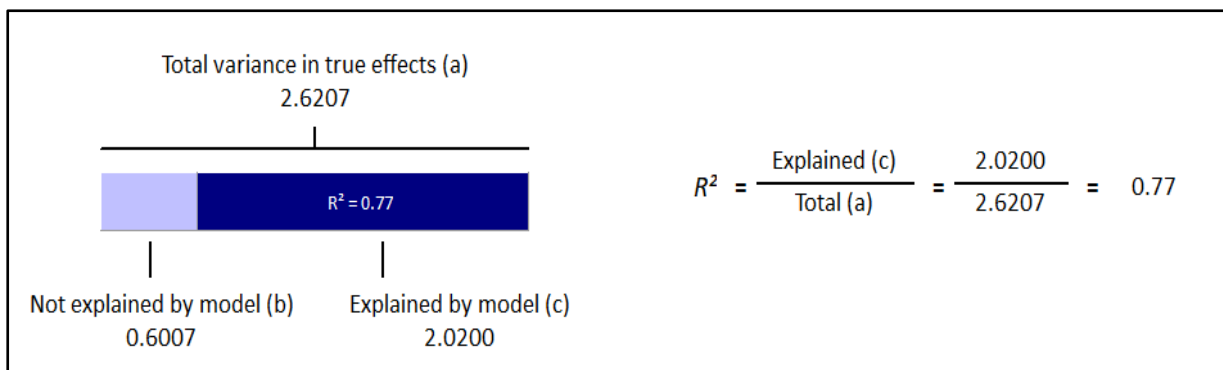 Total variance in true effects (a)
2.6207
R² = 0.77
Not explained by model (b)
0.6007
Explained by model (c)
2.0200
R² = Explained (c) / Total (a) = 2.0200 / 2.6207 = 0.77